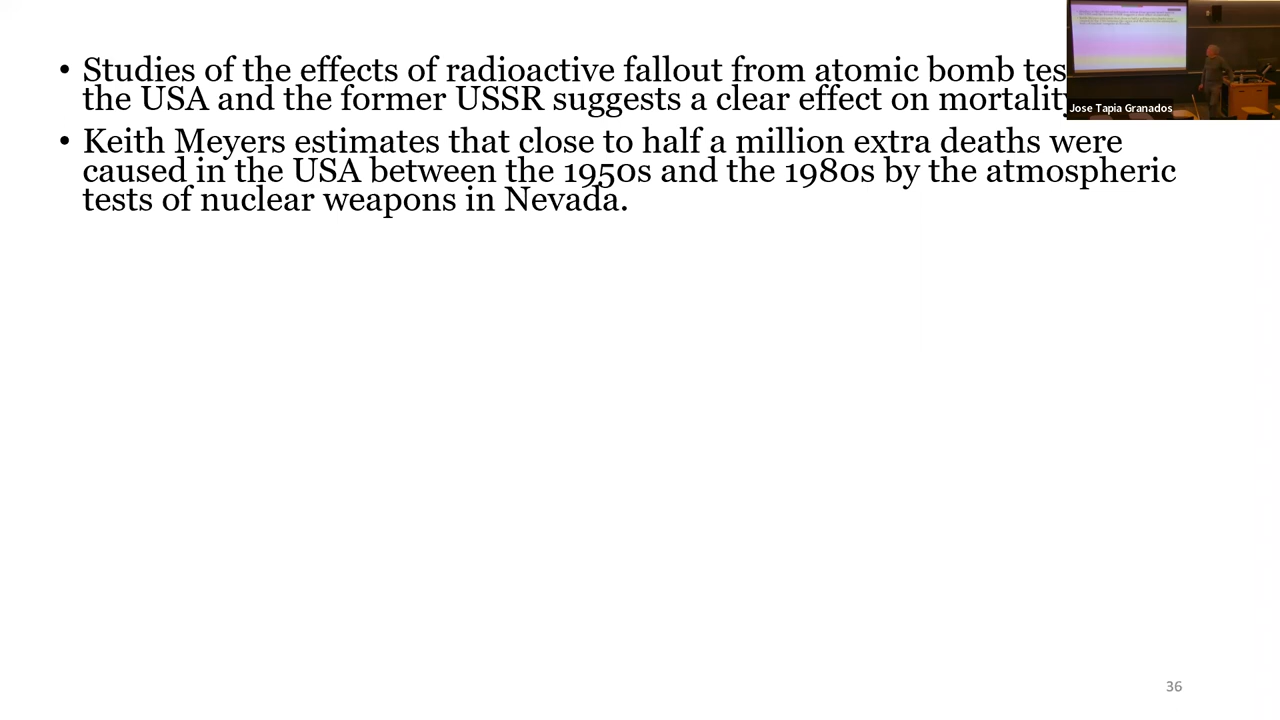 • Studies of the effects of radioactive fallout from atomic bomb
the USA and the former USSR suggests a clear effect on mortality
• Keith Meyers estimates that close to half a million extra deaths were
caused in the USA between the 1950s and the 1980s by the atmospheric
tests of nuclear weapons in Nevada.
Jose Tapia Granados
36